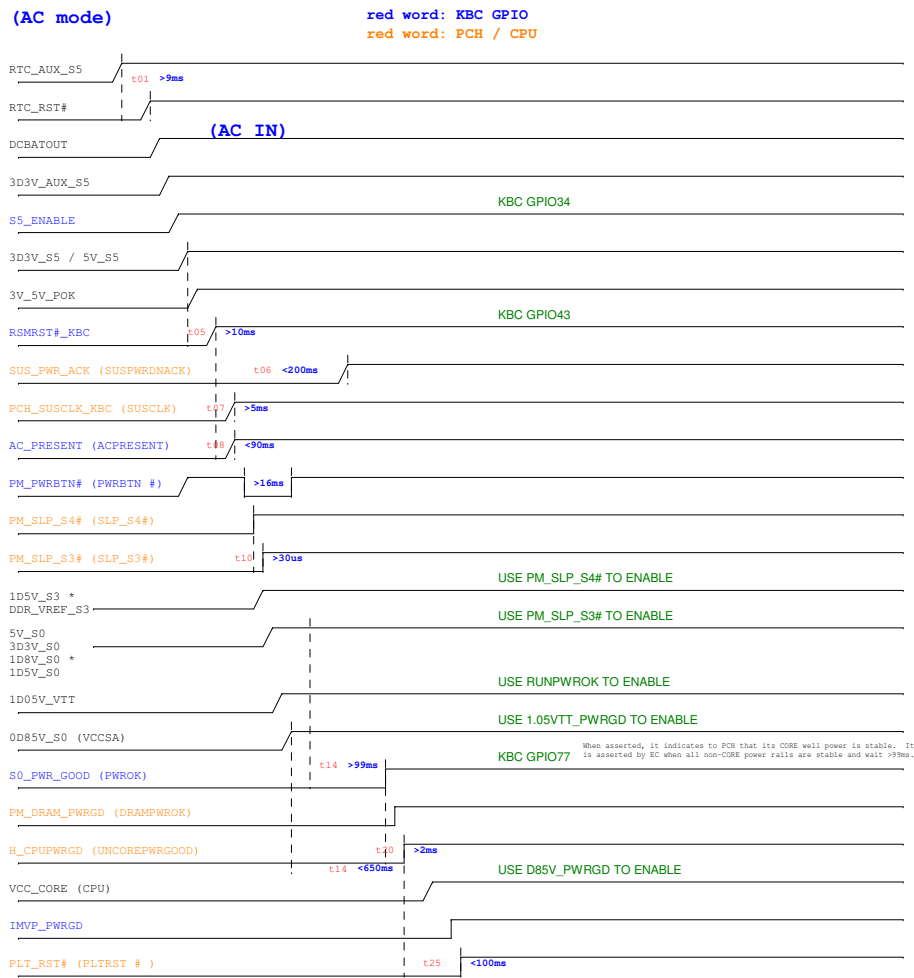 (AC mode)
red word: KBC GPIO
red word: PCH / CPU
RTC_AUX_S5
t01 >9ms
RTC_RST#
(AC IN)
DCBATOUT
3D3V_AUX_S5
KBC GPIO34
S5_ENABLE
3D3V_S5 / 5V_S5
3V_5V_POK
KBC GPIO43
RSMRST#_KBC
t05 >10ms
SUS_PWR_ACK (SUSPWRDNACK)
t06 <200ms
PCH_SUSCLK_KBC (SUSCLK)
t07 >5ms
AC_PRESENT (ACPRESENT)
t08 <90ms
PM_PWRBTN# (PWRBTN #)
>16ms
PM_SLP_S4# (SLP_S4#)
PM_SLP_S3# (SLP_S3#)
t10 >30us
USE PM_SLP_S4# TO ENABLE
1D5V_S3 *
DDR_VREF_S3
USE PM_SLP_S3# TO ENABLE
5V_S0
3D3V_S0
1D8V_S0 *
1D5V_S0
USE RUNPWROK TO ENABLE
1D05V_VTT
USE 1.05VTT_PWRGD TO ENABLE
0D85V_S0 (VCCSA)
When asserted, it indicates to PCH that its CORE well power is stable. It
is asserted by EC when all non-CORE power rails are stable and wait >99ms.
KBC GPIO77
t14 >99ms
S0_PWR_GOOD (PWROK)
PM_DRAM_PWRGD (DRAMPWROK)
H_CPUPWRGD (UNCOREPWRGOOD)
t20 >2ms
t14 <650ms
USE D85V_PWRGD TO ENABLE
VCC_CORE (CPU)
IMVP_PWRGD
PLT_RST# (PLTRST # )
t25 <100ms